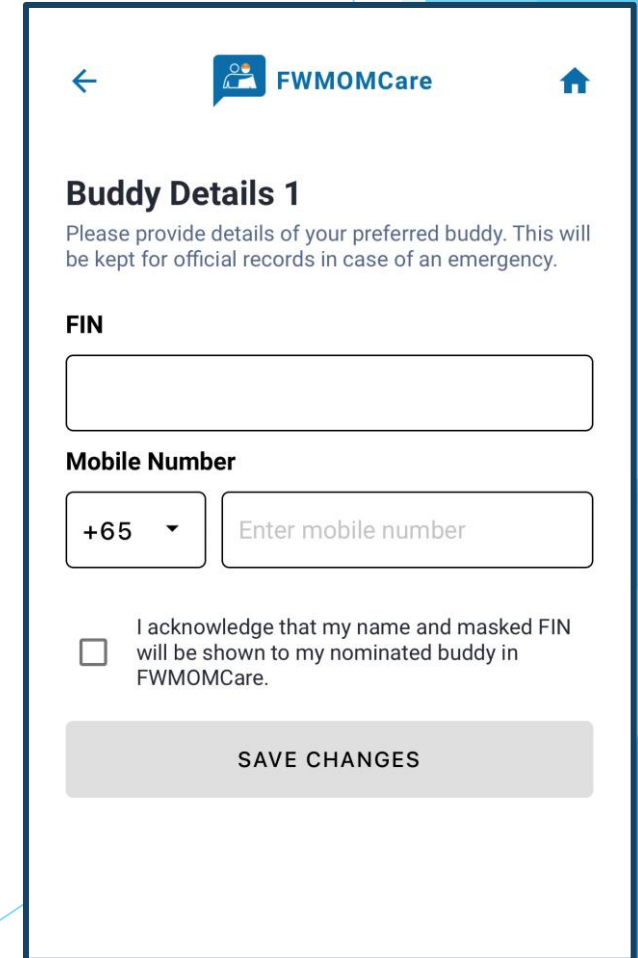 FWMOMCare
Buddy Details 1
Please provide details of your preferred buddy. This will
be kept for official records in case of an emergency.
FIN
Mobile Number
+65
Enter mobile number
I acknowledge that my name and masked FIN
will be shown to my nominated buddy in
FWMOMCare.
SAVE CHANGES